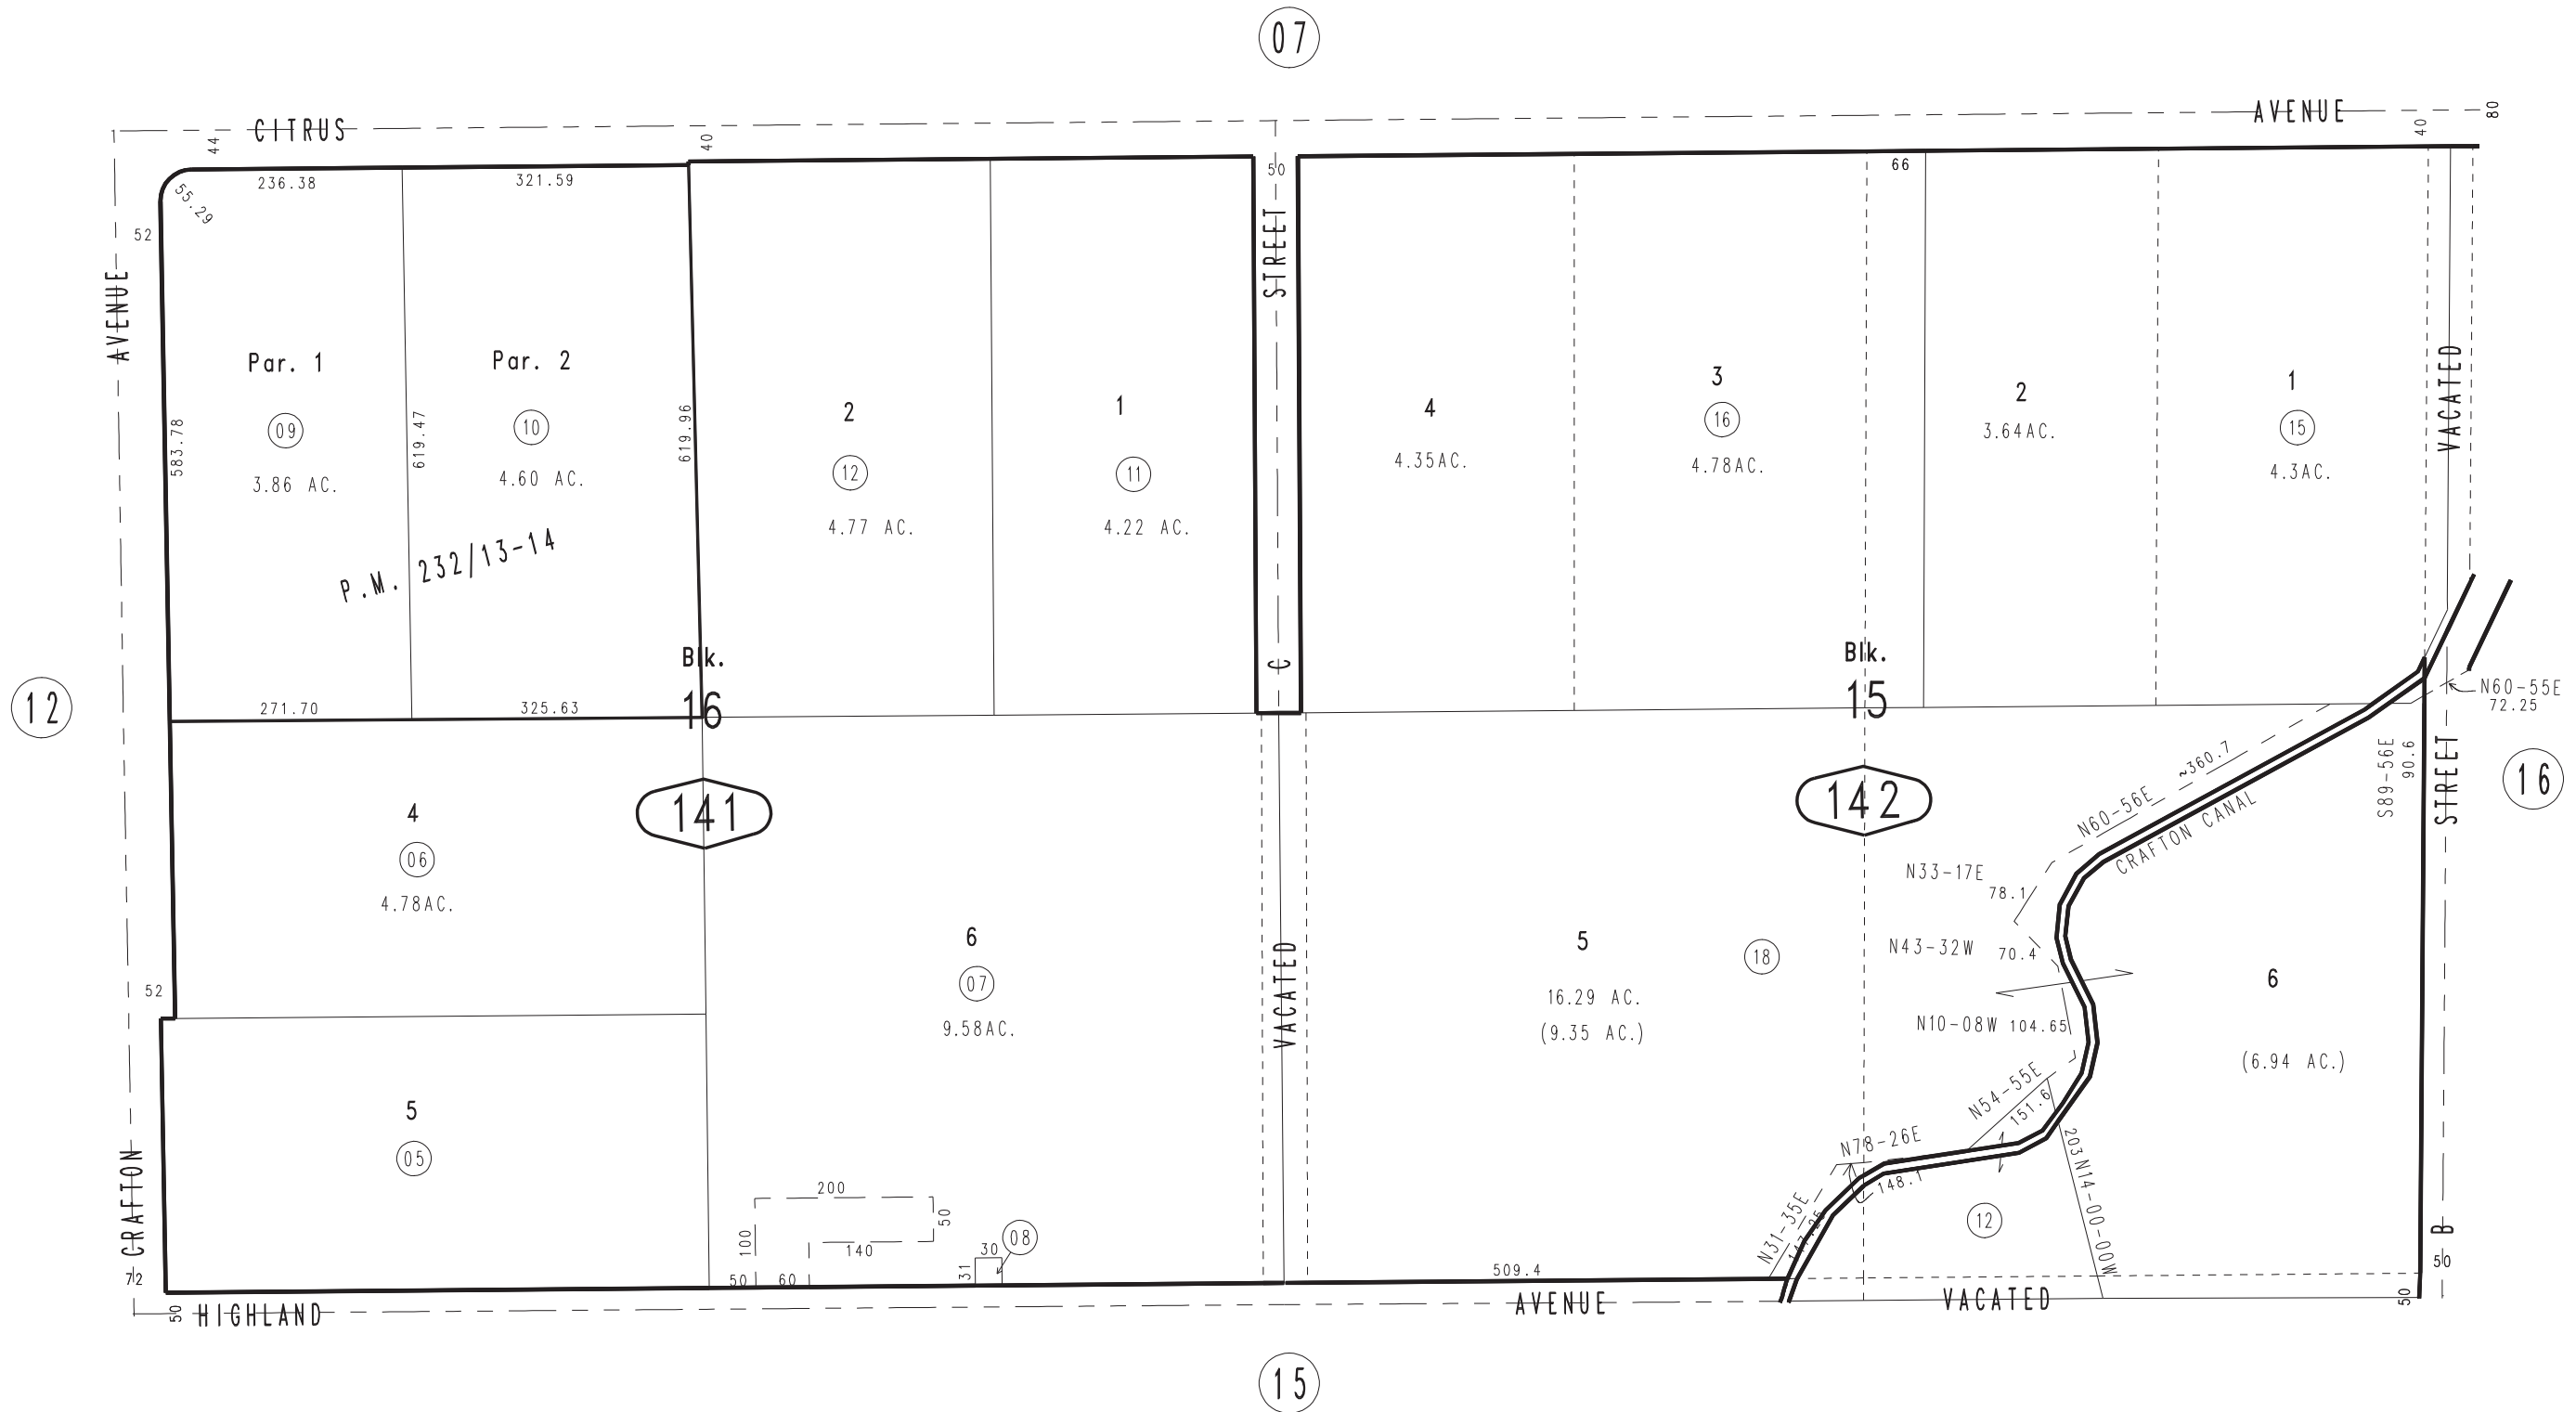 07
CITRUS
AVENUE
80
44
40
40
50
66
236.38
321.59
55.29
52
AVENUE
STREET
VACATED
Par. 1
Par. 2
09
10
3.86 AC.
4.60 AC.
583.78
619.47
619.96
P.M. 232/13-14
2
12
4.77 AC.
1
11
4.22 AC.
4
4.35AC.
3
16
4.78AC.
2
3.64AC.
1
15
4.3AC.
271.70
325.63
Blk.
16
C
Blk.
15
N60-55E
72.25
12
16
141
142
4
06
4.78AC.
52
5
05
6
07
9.58AC.
VACATED
5
16.29 AC.
(9.35 AC.)
18
~360.7
N60-56E
CRAFTON CANAL
S89-56E
90.6
STREET
N33-17E
78.1
N43-32W 70.4
N10-08W 104.65
N54-55E
151.6
N78-26E
148.1
N31-35E
147.25
203 N14-00-00W
6
(6.94 AC.)
12
B
50
50
CRAFTON
72
50
200
100
50
140
50
60
30
31
08
509.4
HIGHLAND
AVENUE
VACATED
15